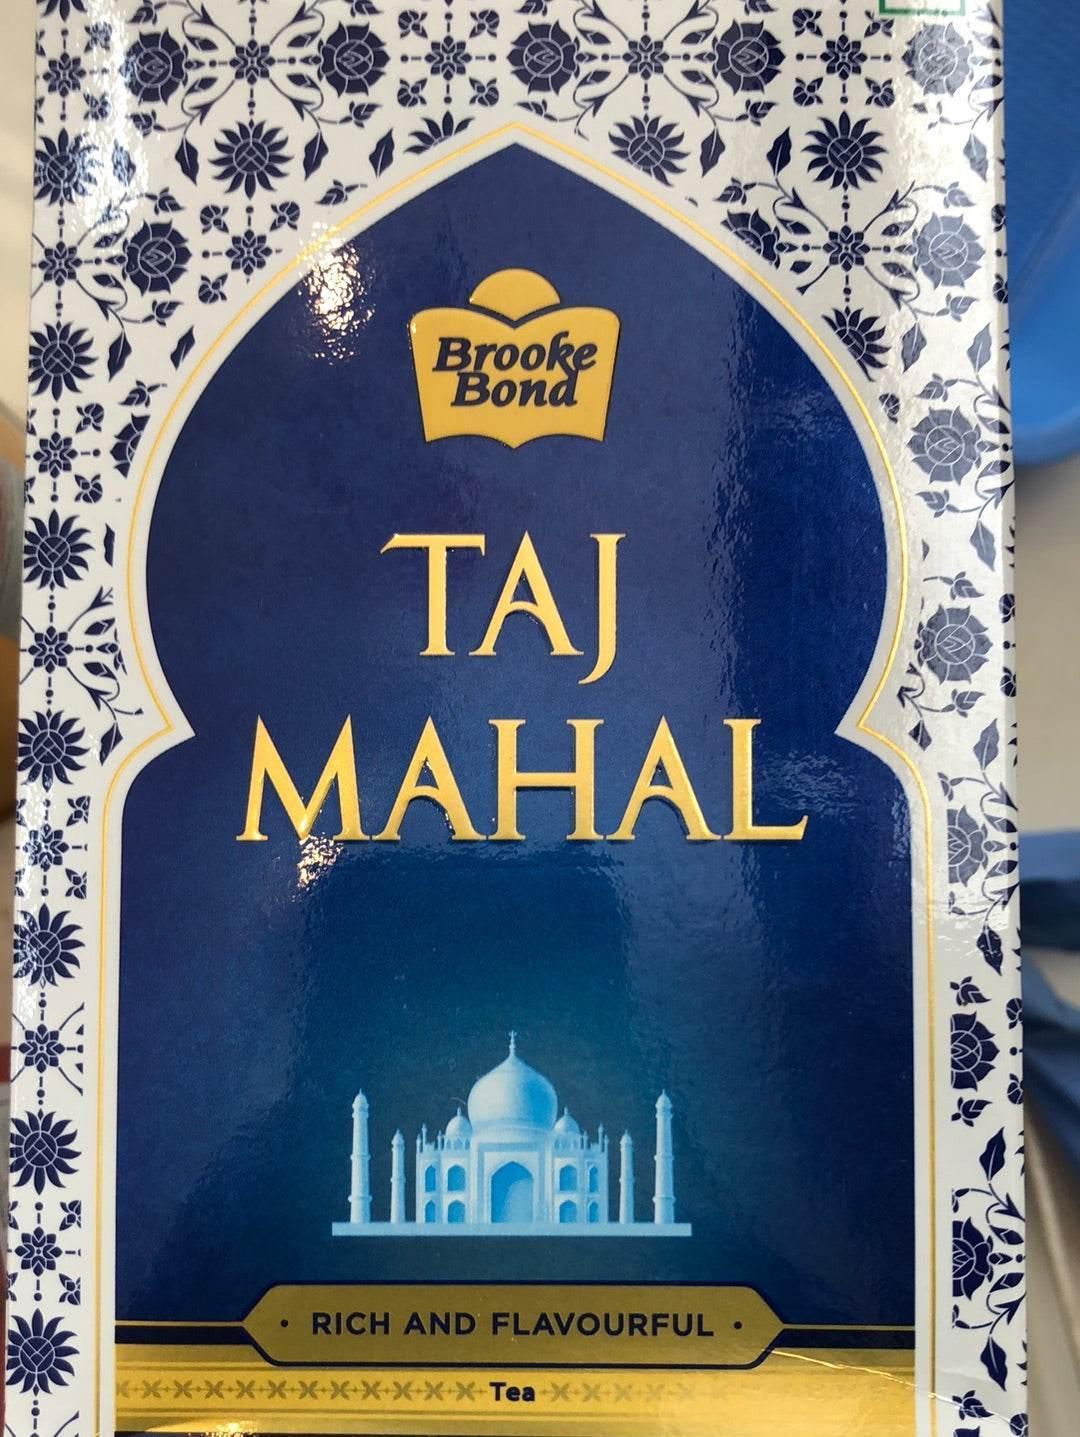 Brooke
Bond
TAJ
MAHAL
• RICH AND FLAVOURFUL •
Tea